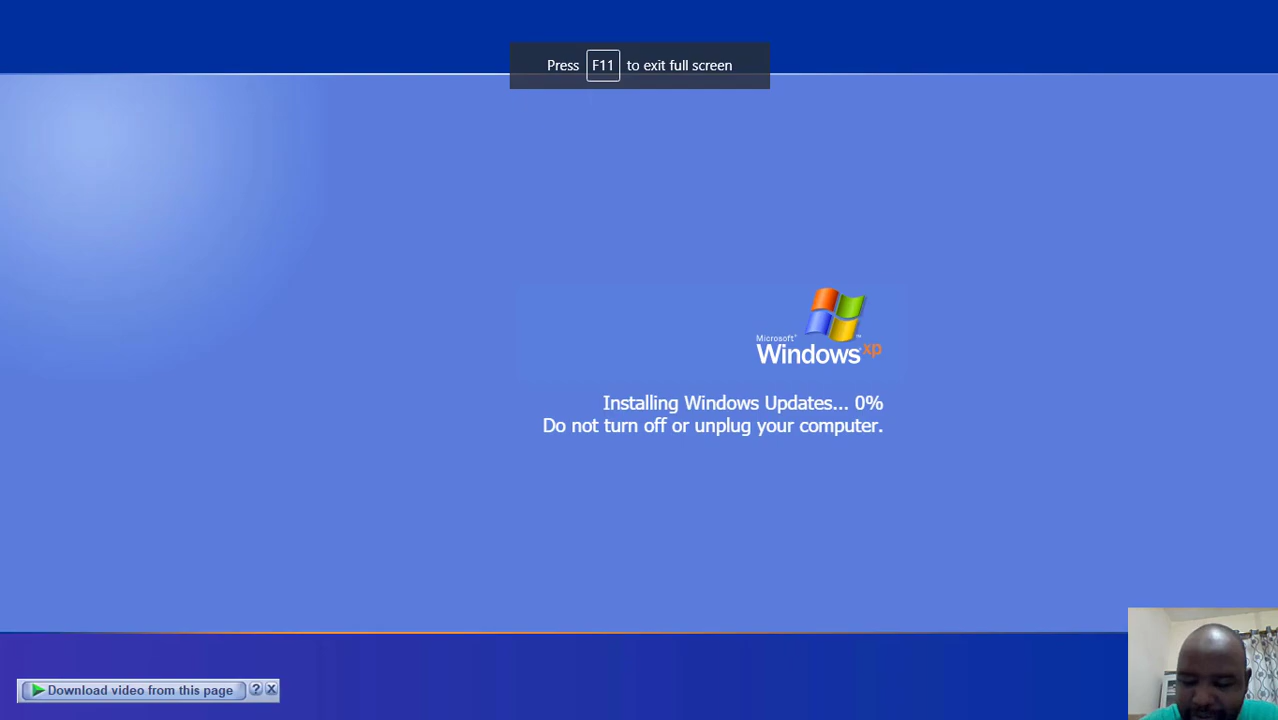 Press F11 to exit full screen
Microsoft®
Windows xp™
Installing Windows Updates... 0%
Do not turn off or unplug your computer.
Download video from this page ? X